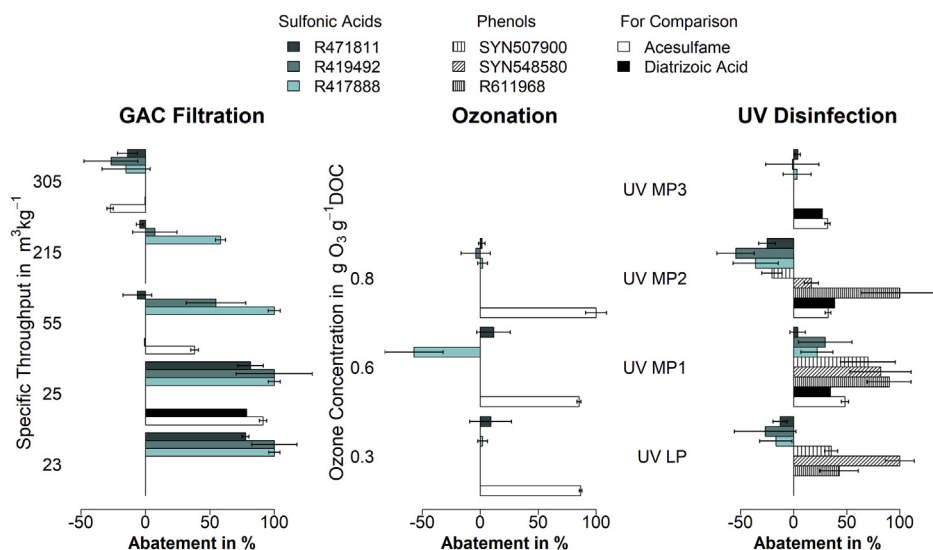 Sulfonic Acids
R471811
R419492
R417888
Phenols
SYN507900
SYN548580
R611968
For Comparison
Acesulfame
Diatrizoic Acid
GAC Filtration
Specific Throughput in m³kg⁻¹
305
215
55
25
23
-50 0 50 100
Abatement in %
Ozonation
Ozone Concentration in g O₃ g⁻¹DOC
0.8
0.6
0.3
-50 0 50 100
Abatement in %
UV Disinfection
UV MP3
UV MP2
UV MP1
UV LP
-50 0 50 100
Abatement in %